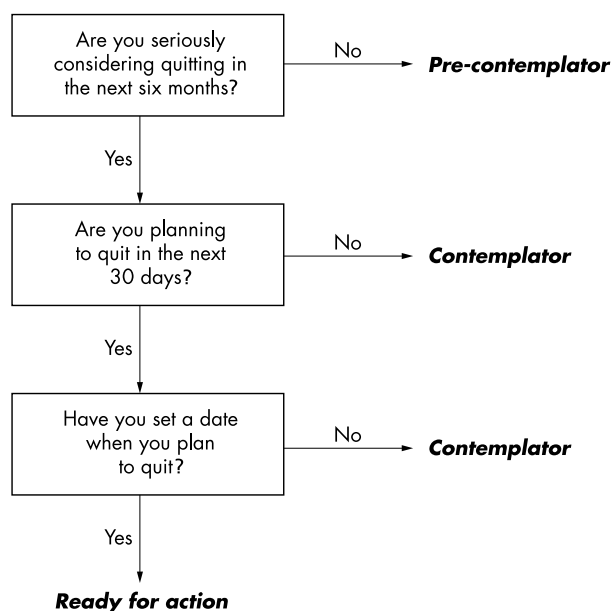 Are you seriously
considering quitting in
the next six months?
No
Pre-contemplator
Yes
Are you planning
to quit in the next
30 days?
No
Contemplator
Yes
Have you set a date
when you plan
to quit?
No
Contemplator
Yes
Ready for action